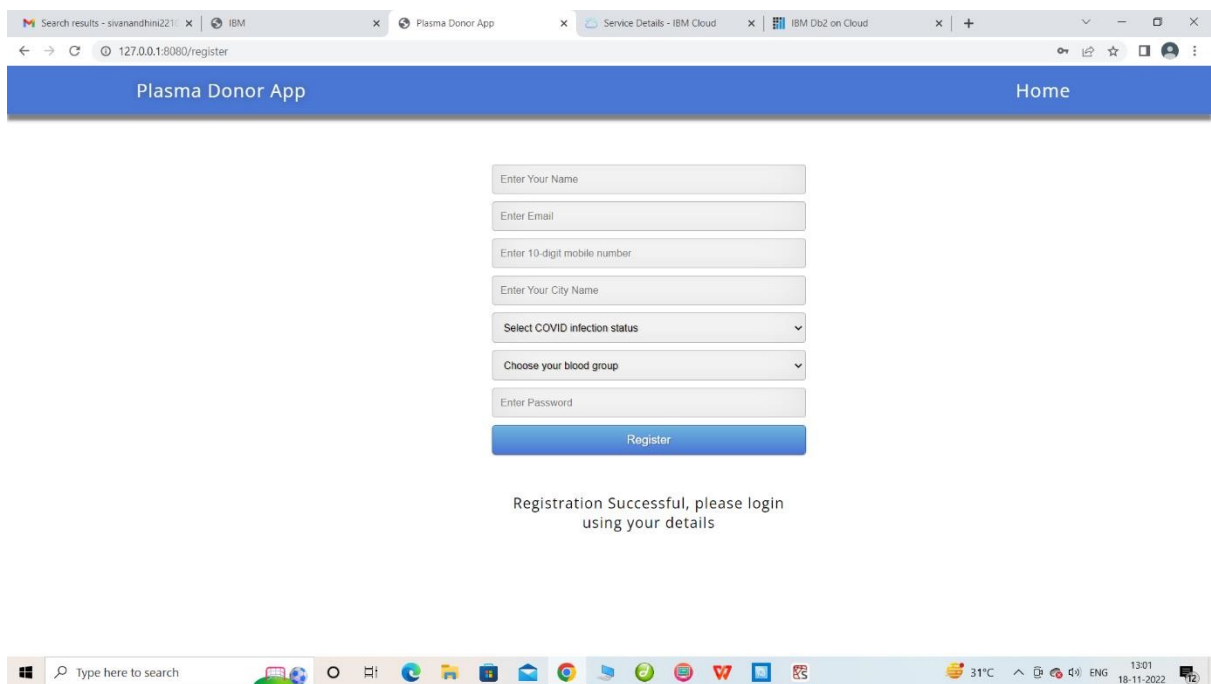 Search results - sivanandhini221
IBM
Plasma Donor App
Service Details - IBM Cloud
IBM Db2 on Cloud
127.0.0.1:8080/register
Plasma Donor App
Home
Enter Your Name
Enter Email
Enter 10-digit mobile number
Enter Your City Name
Select COVID infection status
Choose your blood group
Enter Password
Register
Registration Successful, please login
using your details
Type here to search
31°C
ENG
13:01
18-11-2022
12